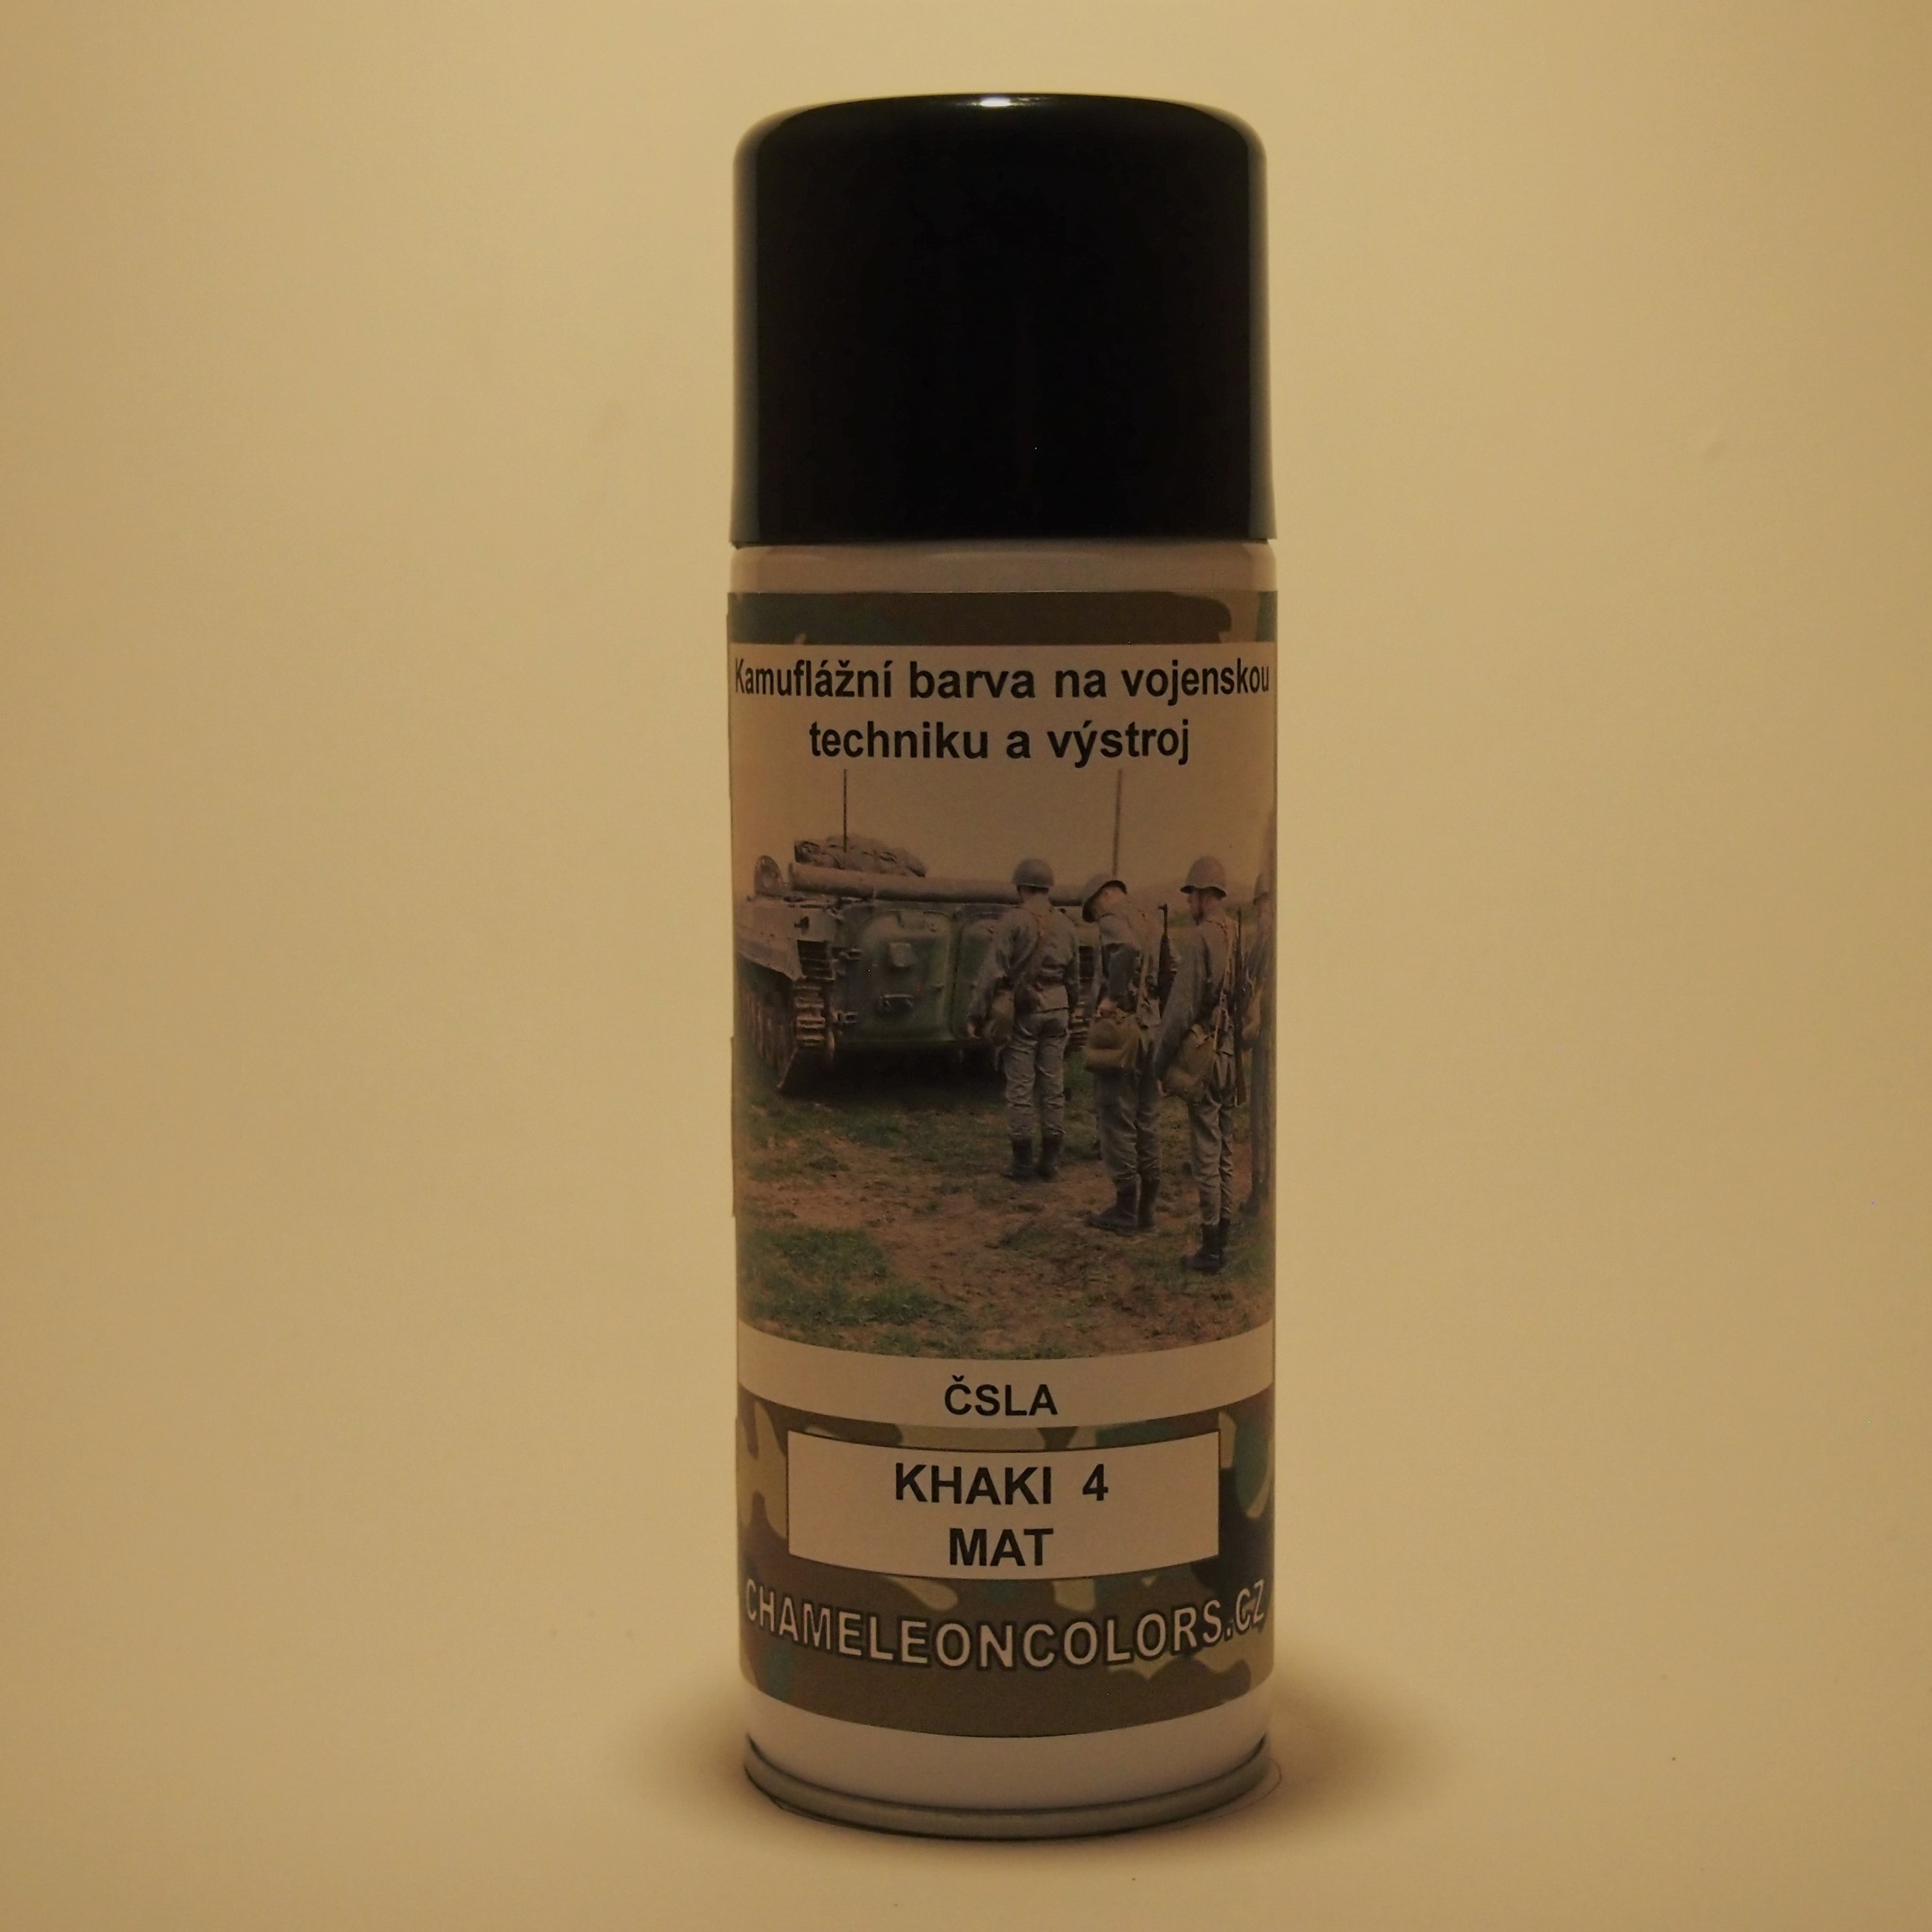 Kamuflážní barva na vojenskou
techniku a výstroj
ČSLA
KHAKI 4
MAT
CHAMELEONCOLORS.CZ